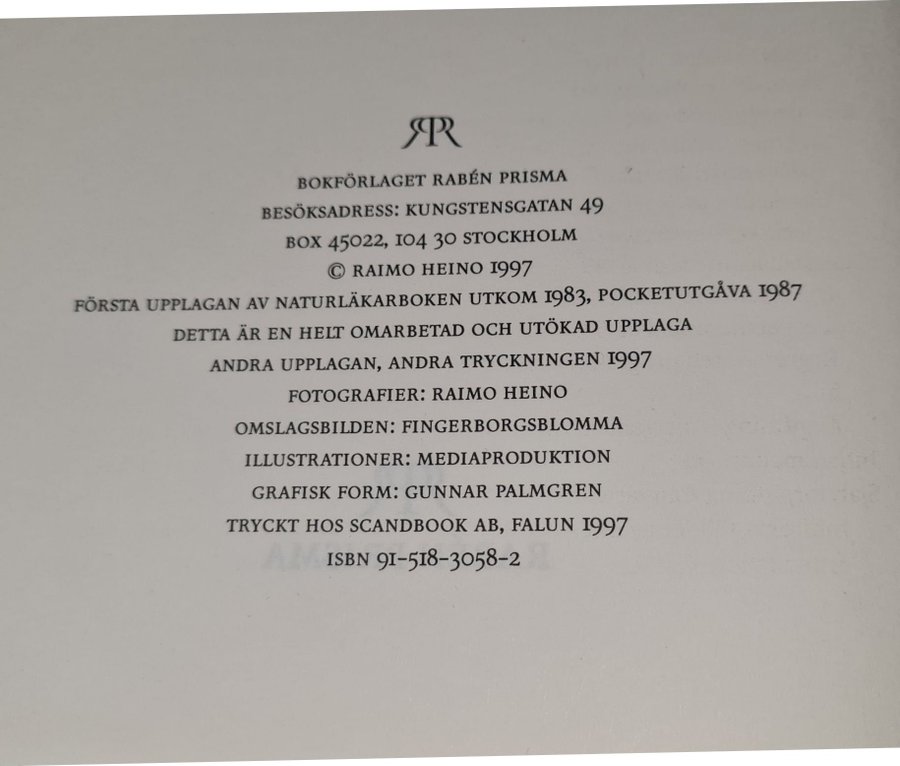 RPR
BOKFÖRLAGET RABÉN PRISMA
BESÖKSADRESS: KUNGSTENSGATAN 49
BOX 45022, 104 30 STOCKHOLM
© RAIMO HEINO 1997
FÖRSTA UPPLAGAN AV NATURLÄKARBOKEN UTKOM 1983, POCKETUTGÅVA 1987
DETTA ÄR EN HELT OMARBETAD OCH UTÖKAD UPPLAGA
ANDRA UPPLAGAN, ANDRA TRYCKNINGEN 1997
FOTOGRAFIER: RAIMO HEINO
OMSLAGSBILDEN: FINGERBORGSBLOMMA
ILLUSTRATIONER: MEDIAPRODUKTION
GRAFISK FORM: GUNNAR PALMGREN
TRYCKT HOS SCANDBOOK AB, FALUN 1997
ISBN 91-518-3058-2